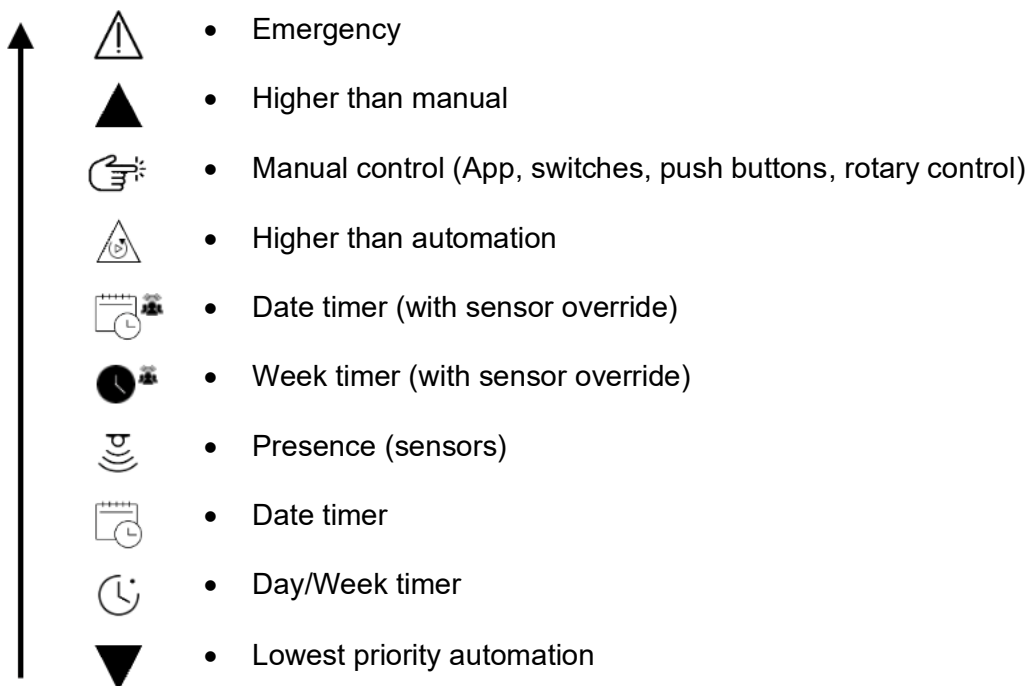 • Emergency
• Higher than manual
• Manual control (App, switches, push buttons, rotary control)
• Higher than automation
• Date timer (with sensor override)
• Week timer (with sensor override)
• Presence (sensors)
• Date timer
• Day/Week timer
• Lowest priority automation